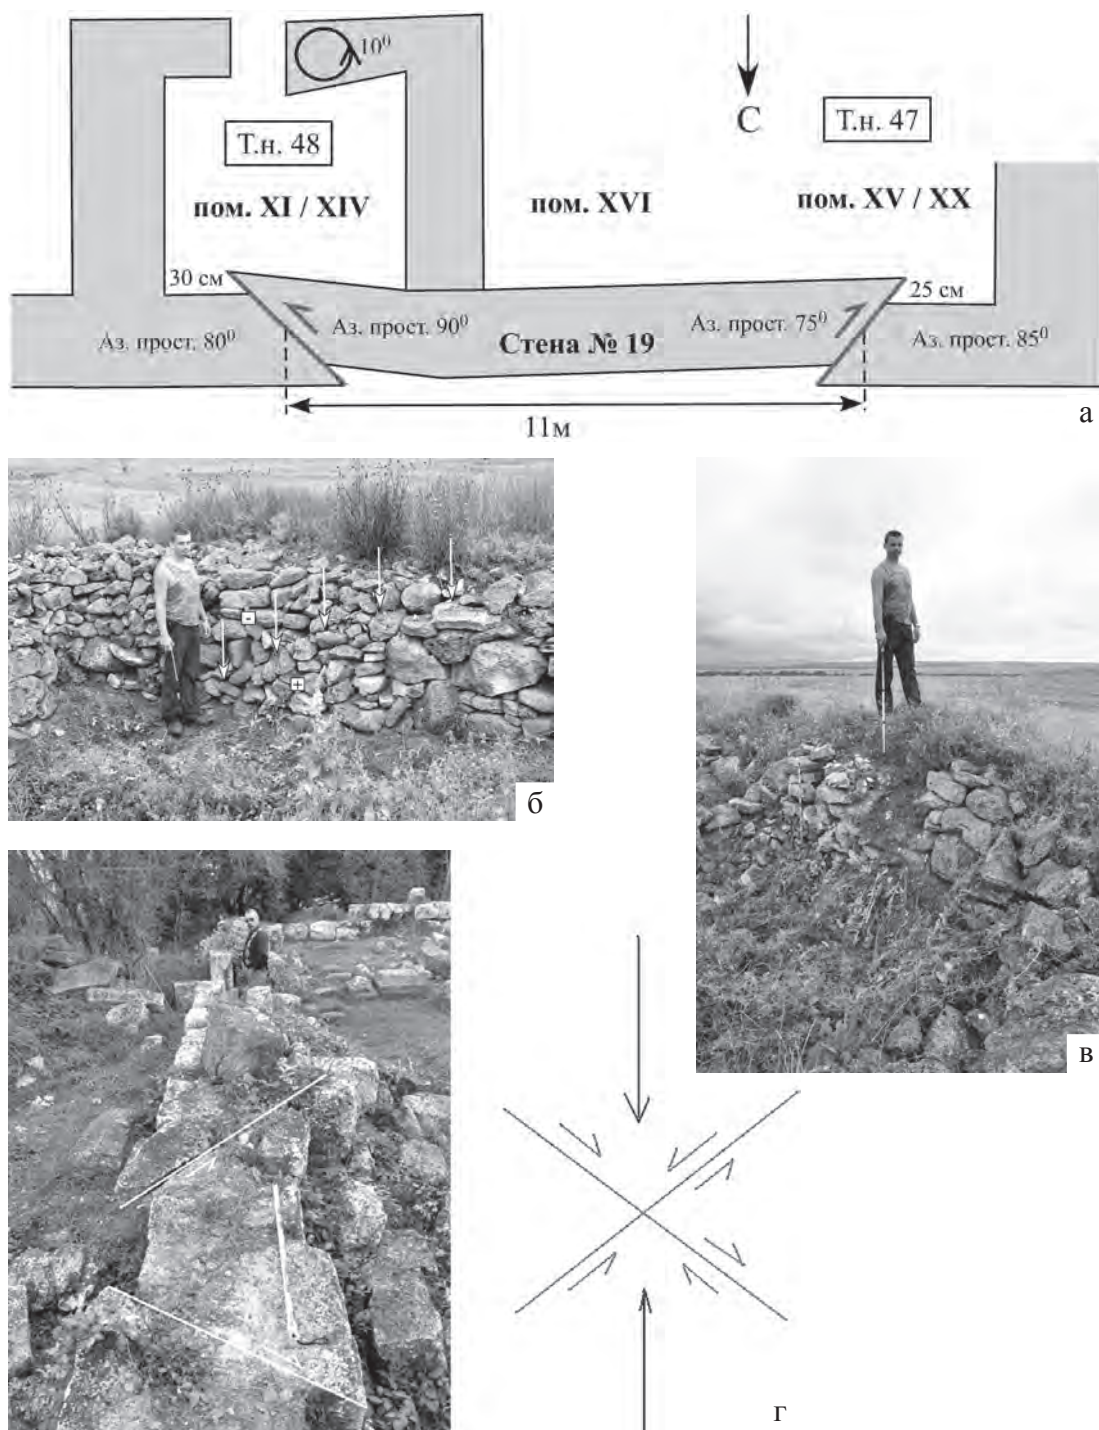 10⁰
С
Т.н. 48
Т.н. 47
пом. XI / XIV
пом. XVI
пом. XV / XX
30 см
25 см
Аз. прост. 80⁰
Аз. прост. 90⁰
Аз. прост. 75⁰
Аз. прост. 85⁰
Стена № 19
11м
а
-
+
б
в
г